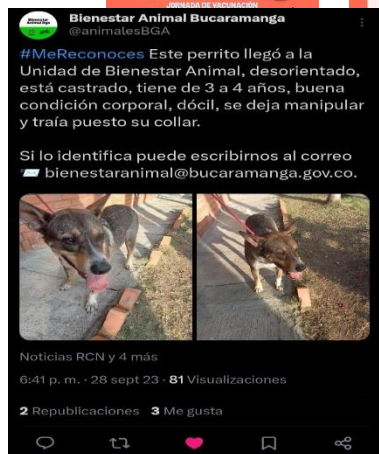 JORNADA DE VACUNACIÓN
Bienestar Animal Bucaramanga
@animalesBGA
#MeReconoces Este perrito llegó a la
Unidad de Bienestar Animal, desorientado,
está castrado, tiene de 3 a 4 años, buena
condición corporal, dócil, se deja manipular
y traía puesto su collar.
Si lo identifica puede escribirnos al correo
📨 bienestaranimal@bucaramanga.gov.co.
Noticias RCN y 4 más
6:41 p. m. · 28 sept 23 · 81 Visualizaciones
2 Republicaciones 3 Me gusta